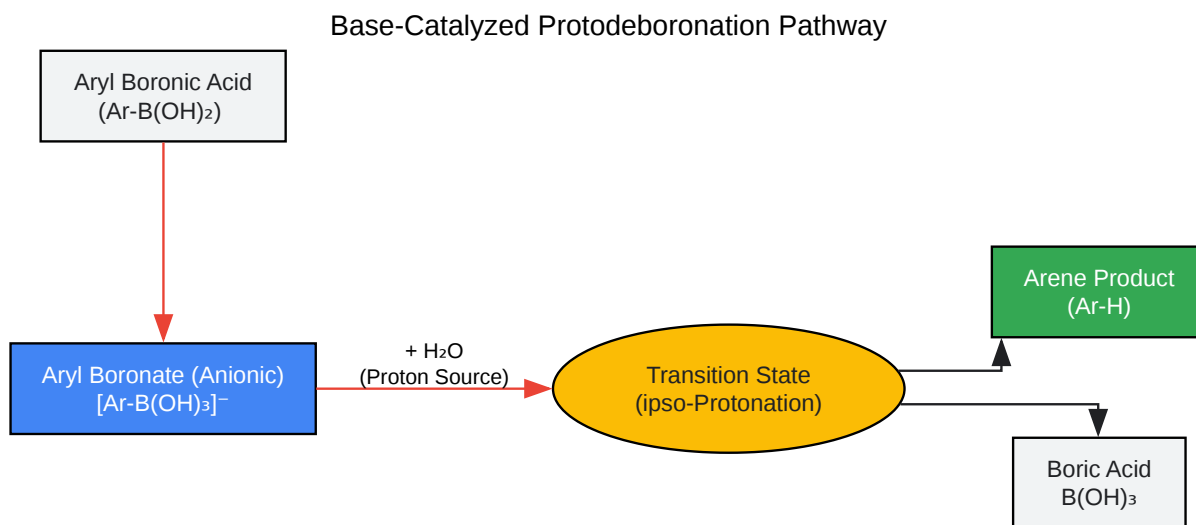 Base-Catalyzed Protodeboronation Pathway
Aryl Boronic Acid
(Ar-B(OH)₂)
Aryl Boronate (Anionic)
[Ar-B(OH)₃]⁻
+ H₂O
(Proton Source)
Transition State
(ipso-Protonation)
Arene Product
(Ar-H)
Boric Acid
B(OH)₃